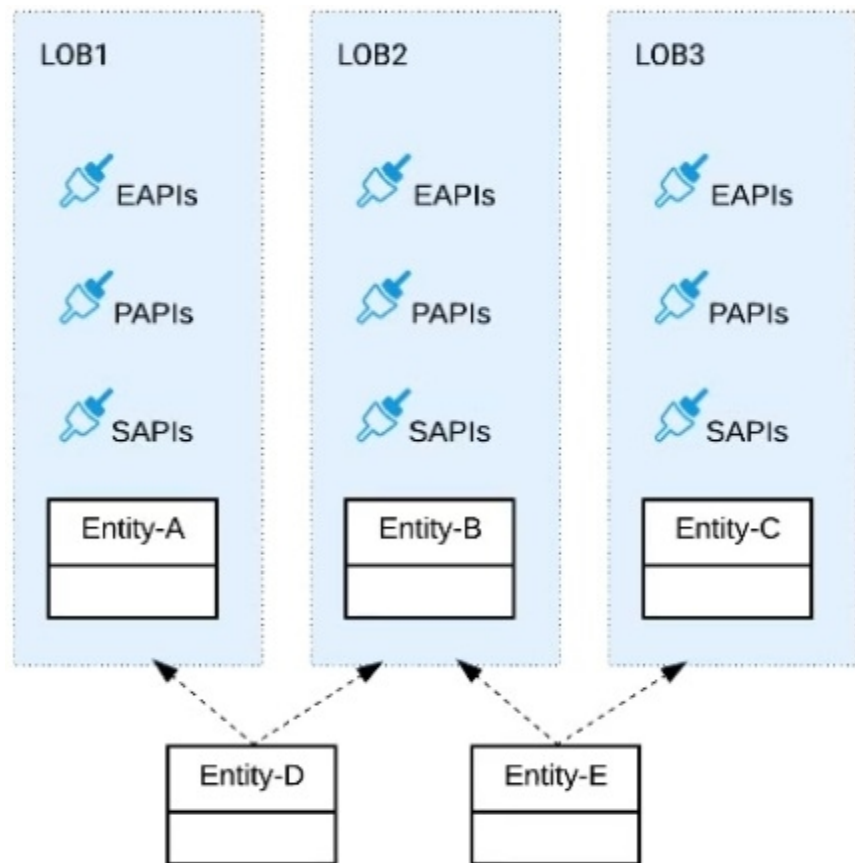 LOB1
LOB2
LOB3
EAPIs
EAPIs
EAPIs
PAPIs
PAPIs
PAPIs
SAPIs
SAPIs
SAPIs
Entity-A
Entity-B
Entity-C
Entity-D
Entity-E